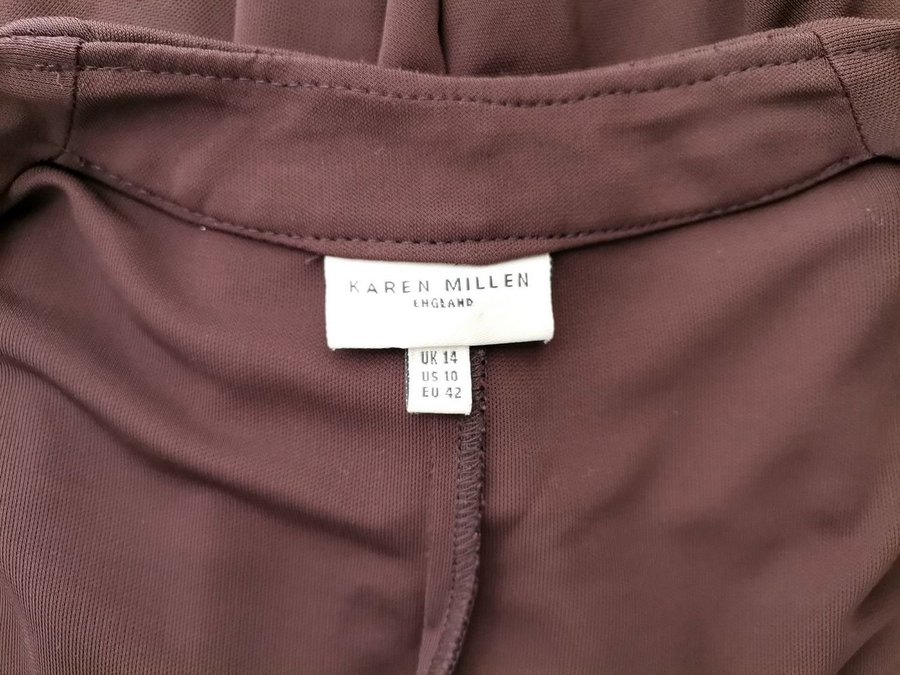 KAREN MILLEN
ENGLAND
UK 14
US 10
EU 42